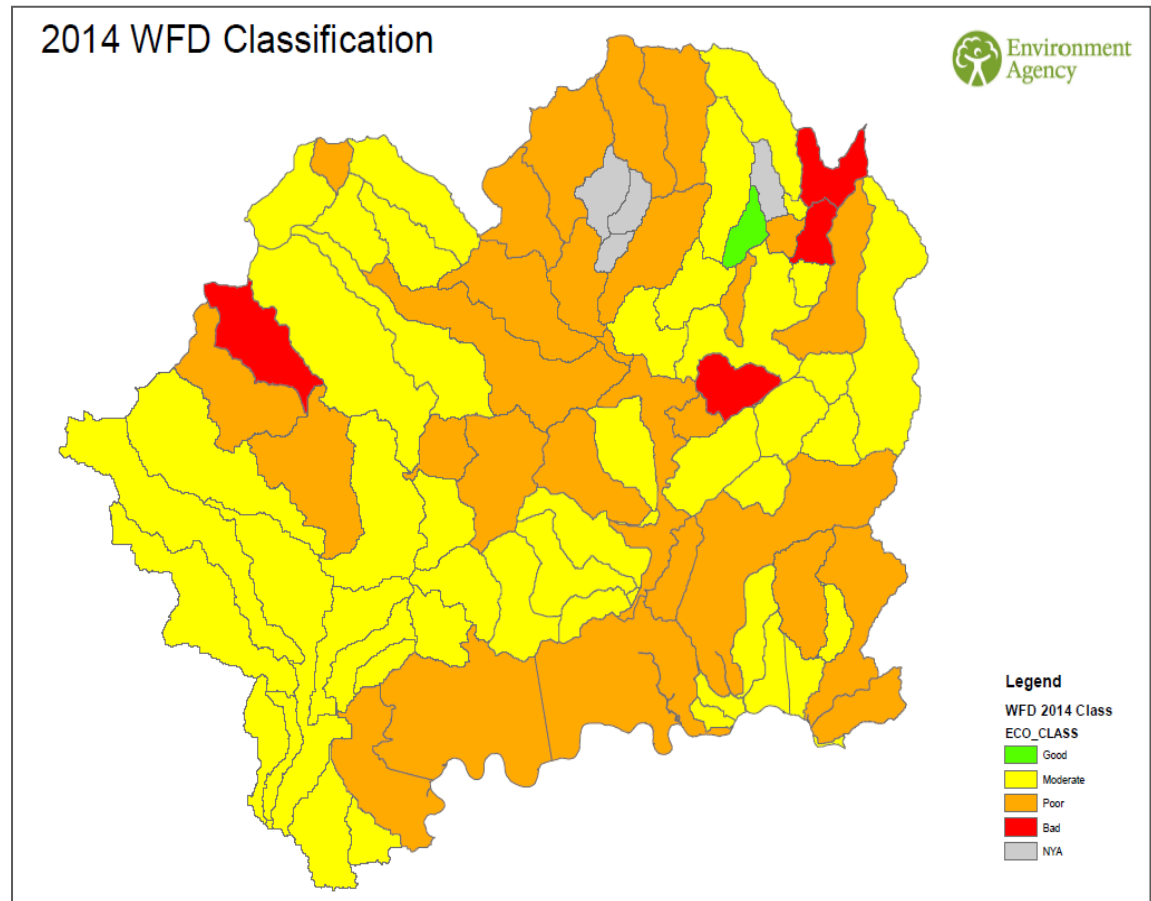 2014 WFD Classification
Environment
Agency
Legend
WFD 2014 Class
ECO_CLASS
Good
Moderate
Poor
Bad
NYA